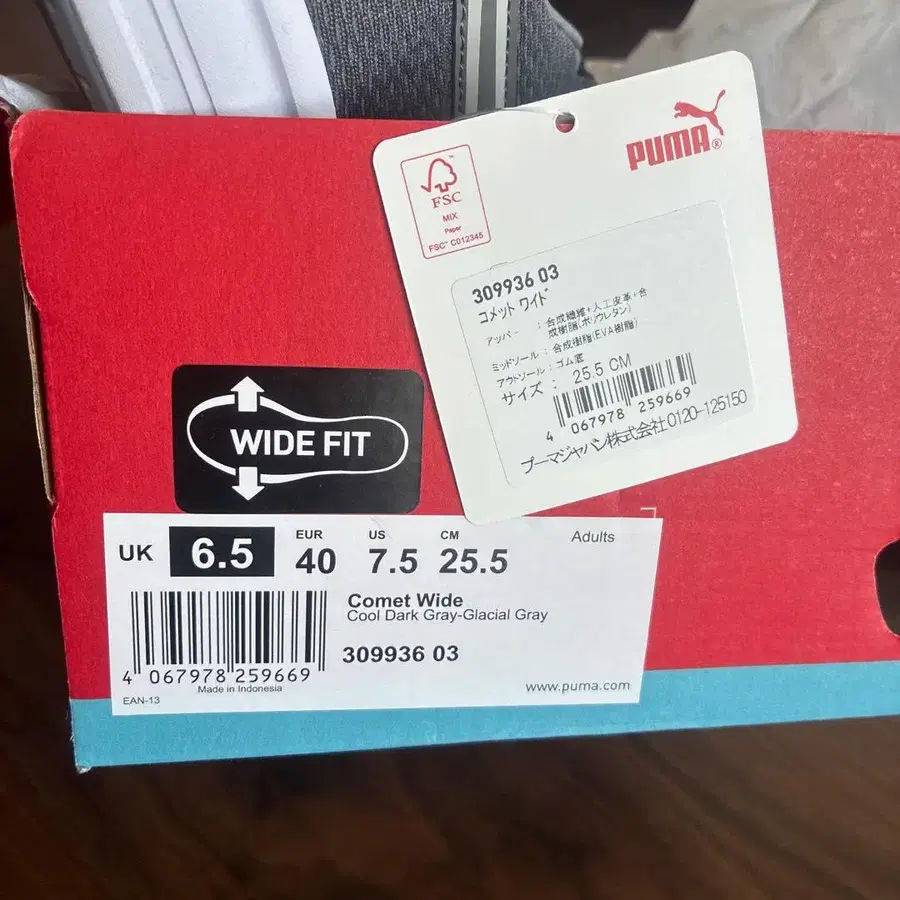 PUMA®
FSC™
MIX
Paper
FSC™ C012345
309936 03
コメット ワイド
アッパー : 合成繊維+人工皮革+合
成樹脂(ポリウレタン)
ミッドソール : 合成樹脂(EVA樹脂)
アウトソール : ゴム底
サイズ : 25.5 CM
4 067978 259669
プーマジャパン株式会社0120-125150
WIDE FIT
UK 6.5 EUR 40 US 7.5 CM 25.5 Adults
Comet Wide
Cool Dark Gray-Glacial Gray
309936 03
4 067978 259669
Made in Indonesia
EAN-13
www.puma.com